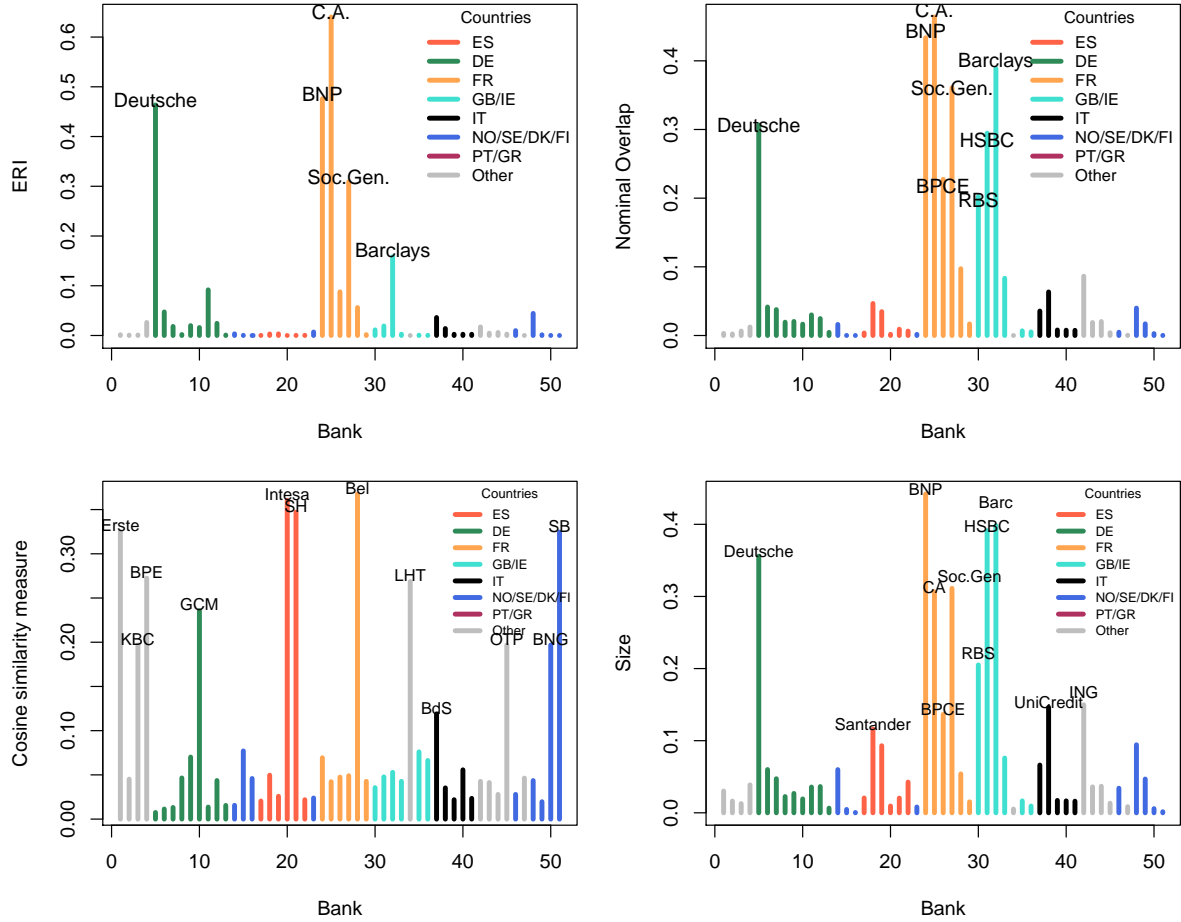 C.A.
Countries
ES
DE
FR
GB/IE
IT
NO/SE/DK/FI
PT/GR
Other
BNP
Deutsche
Soc.Gen.
Barclays
ERI
0.0 0.1 0.2 0.3 0.4 0.5 0.6
0 10 20 30 40 50
Bank
C.A.
Countries
ES
DE
FR
GB/IE
IT
NO/SE/DK/FI
PT/GR
Other
BNP
Barclays
Soc.Gen.
Deutsche
HSBC
BPCE
RBS
Nominal Overlap
0.0 0.1 0.2 0.3 0.4
0 10 20 30 40 50
Bank
Bel
Countries
ES
DE
FR
GB/IE
IT
NO/SE/DK/FI
PT/GR
Other
Intesa
SH
Erste
SB
BPE
LHT
GCM
KBC
OTP
BNG
BdS
Cosine similarity measure
0.00 0.10 0.20 0.30
0 10 20 30 40 50
Bank
BNP
Countries
ES
DE
FR
GB/IE
IT
NO/SE/DK/FI
PT/GR
Other
Barc
HSBC
Deutsche
Soc.Gen
CA
RBS
BPCE
ING
UniCredit
Santander
Size
0.0 0.1 0.2 0.3 0.4
0 10 20 30 40 50
Bank